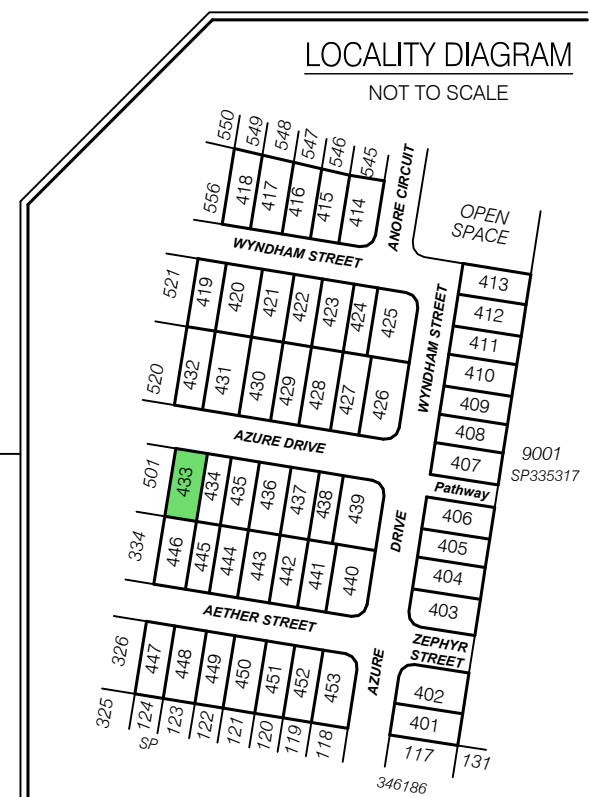 LOCALITY DIAGRAM
NOT TO SCALE
550 549 548 547 546 545
556 418 417 416 415 414
ANORE CIRCUIT
OPEN
SPACE
WYNDHAM STREET
521 419 420 421 422 423 424 425
520 432 431 430 429 428 427 426
WYNDHAM STREET
413
412
411
410
409
408
407
9001
SP335317
AZURE DRIVE
Pathway
501 433 434 435 436 437 438 439
334 446 445 444 443 442 441 440
DRIVE
406
405
404
403
AETHER STREET
ZEPHYR
STREET
326 447 448 449 450 451 452 453
AZURE
402
401
325 124 123 122 121 120 119 118
SP
117 131
346186